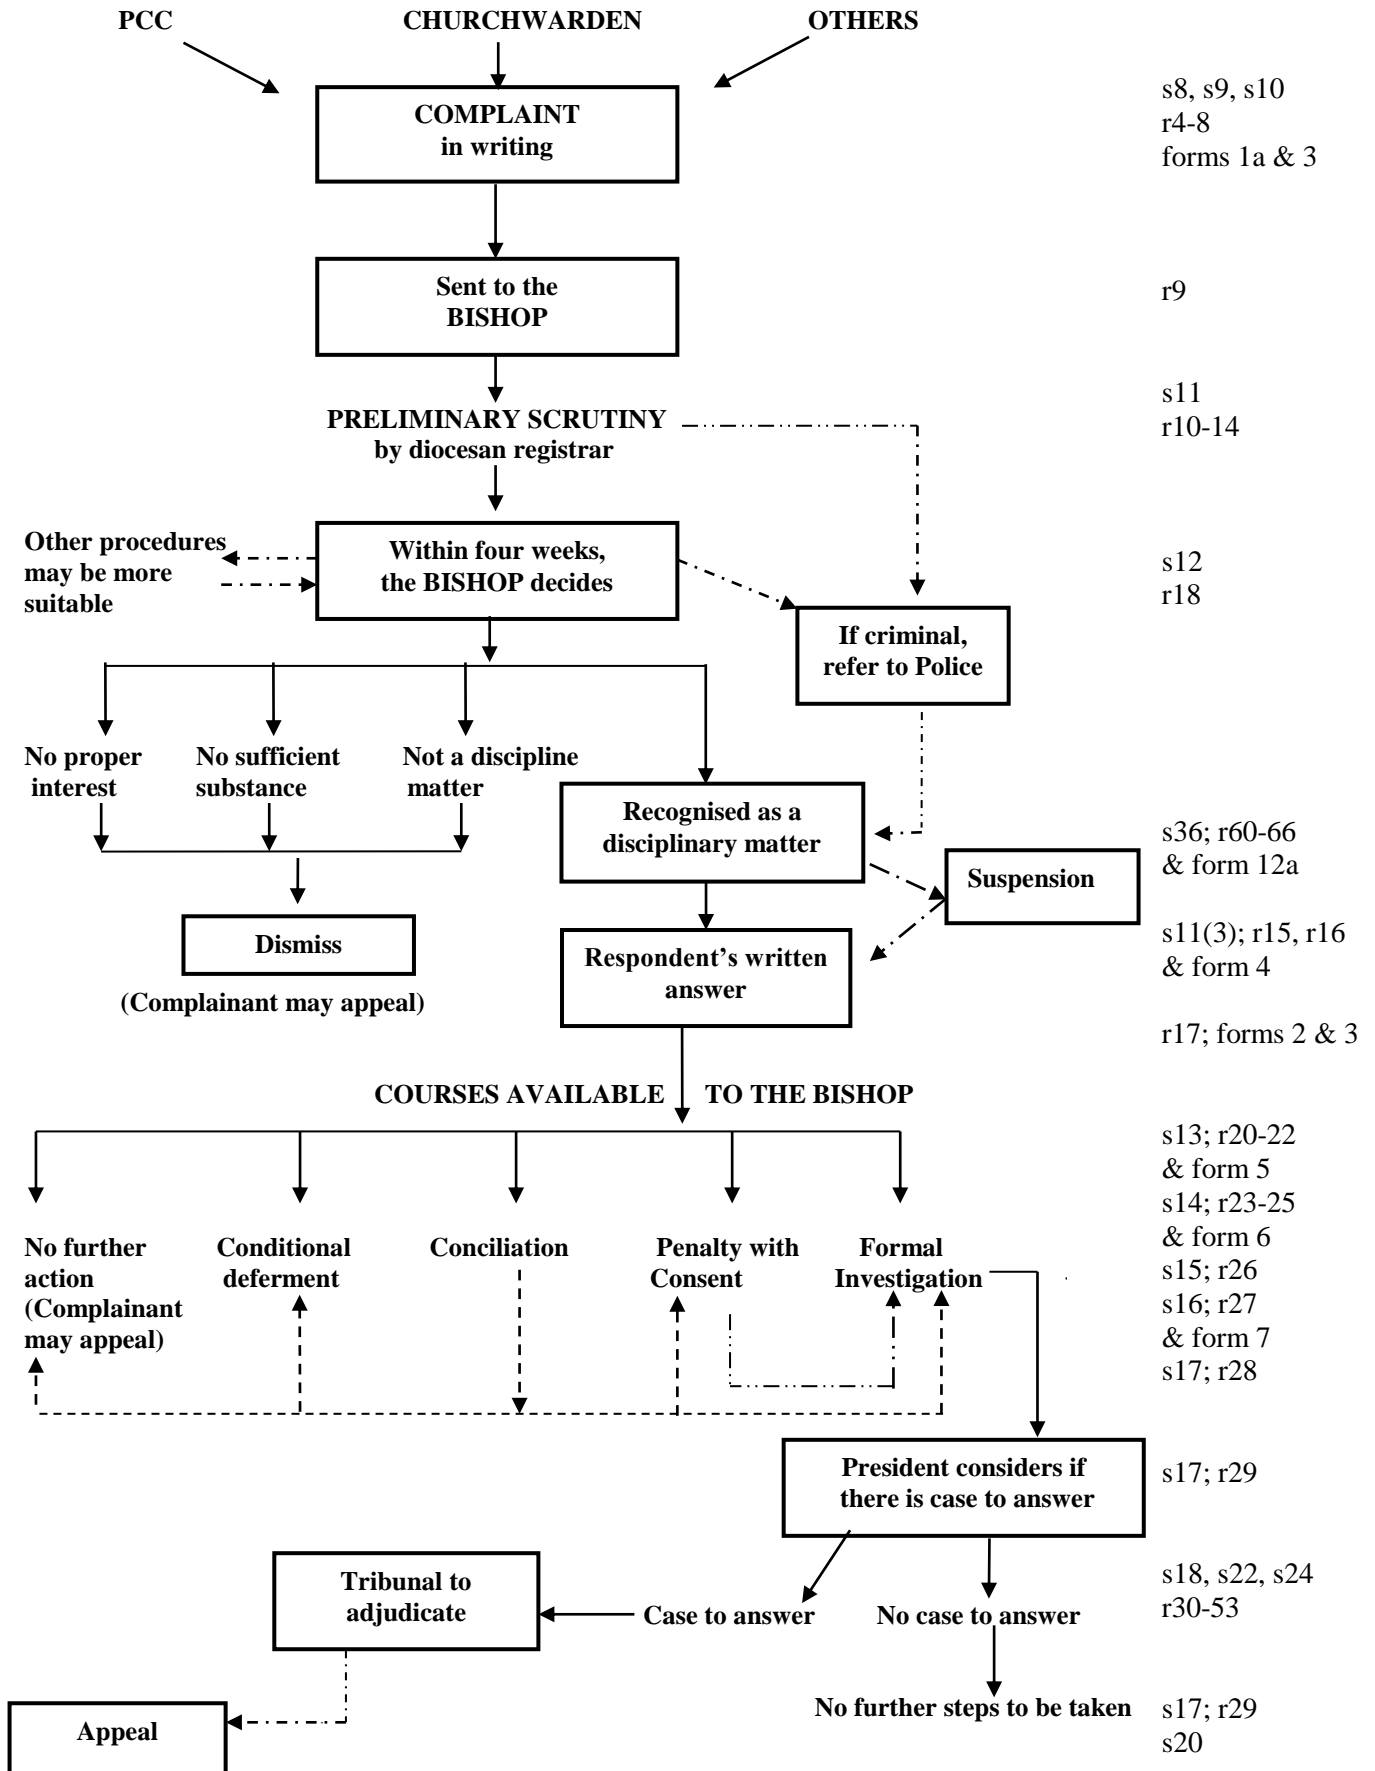 PCC
CHURCHWARDEN
OTHERS
COMPLAINT
in writing
s8, s9, s10
r4-8
forms 1a & 3
Sent to the
BISHOP
r9
PRELIMINARY SCRUTINY
by diocesan registrar
s11
r10-14
Other procedures
may be more
suitable
Within four weeks,
the BISHOP decides
s12
r18
If criminal,
refer to Police
No proper
interest
No sufficient
substance
Not a discipline
matter
Recognised as a
disciplinary matter
s36; r60-66
& form 12a
Suspension
Dismiss
(Complainant may appeal)
Respondent’s written
answer
s11(3); r15, r16
& form 4
r17; forms 2 & 3
COURSES AVAILABLE TO THE BISHOP
No further
action
(Complainant
may appeal)
Conditional
deferment
Conciliation
Penalty with
Consent
Formal
Investigation
s13; r20-22
& form 5
s14; r23-25
& form 6
s15; r26
s16; r27
& form 7
s17; r28
President considers if
there is case to answer
s17; r29
Tribunal to
adjudicate
Case to answer
No case to answer
s18, s22, s24
r30-53
No further steps to be taken
Appeal
s17; r29
s20